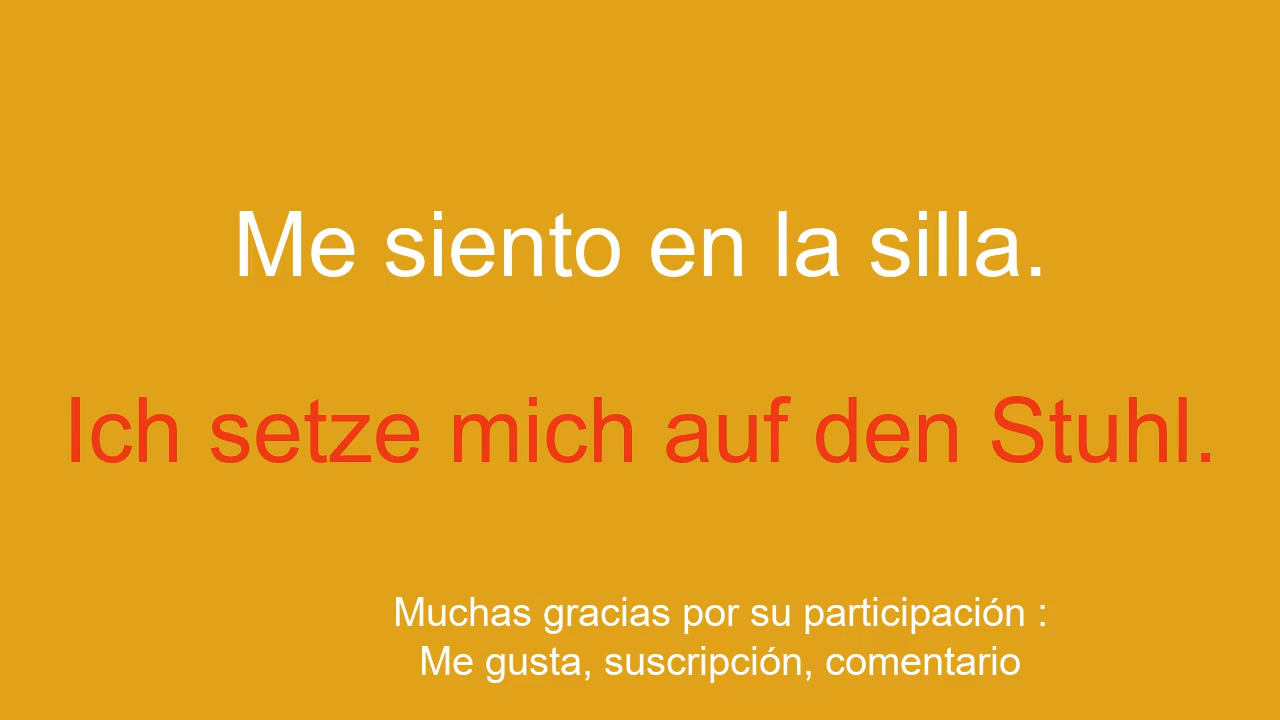 Me siento en la silla.
Ich setze mich auf den Stuhl.
Muchas gracias por su participación :
Me gusta, suscripción, comentario